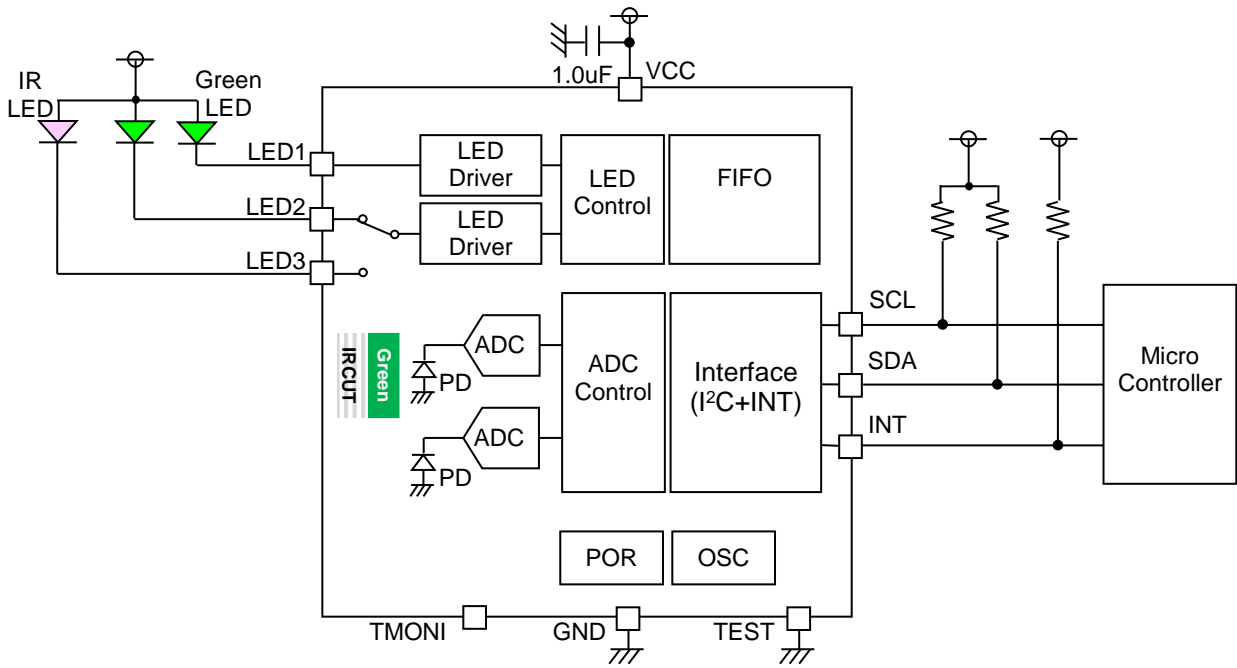 1.0uF
VCC
IR
LED
Green
LED
LED1
LED2
LED3
LED
Driver
LED
Driver
LED
Control
FIFO
Green
IRCUT
ADC
PD
ADC
PD
ADC
Control
Interface
(I²C+INT)
SCL
SDA
INT
Micro
Controller
POR
OSC
TMONI
GND
TEST